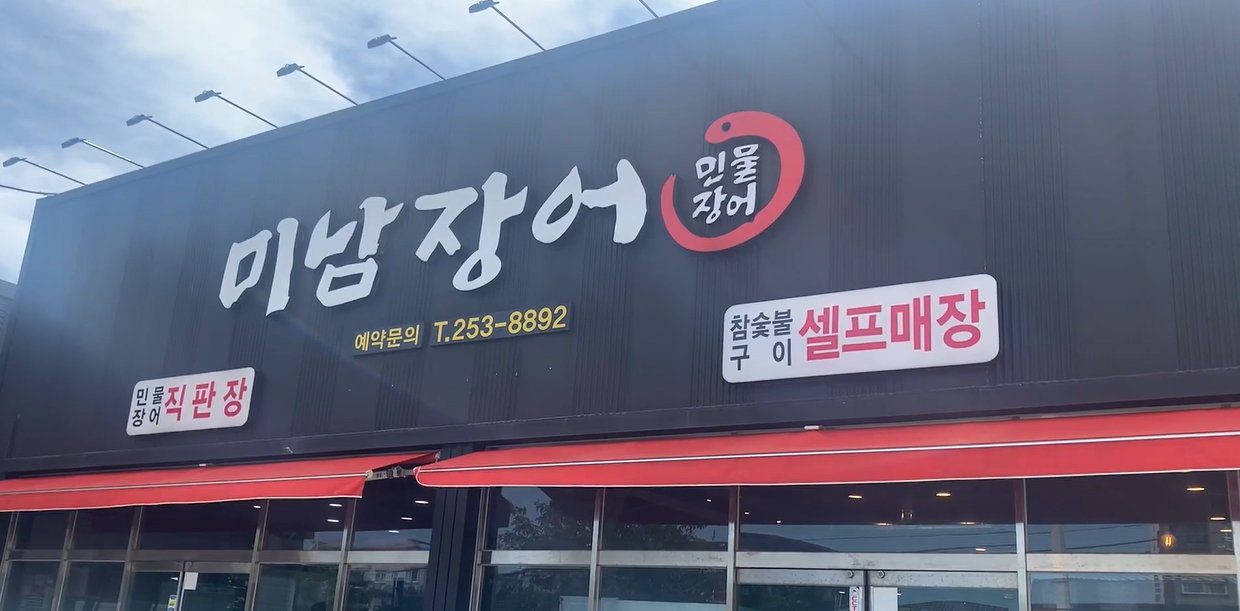 미남장어
민물
장어
예약문의 T.253-8892
참숯불
구이
셀프매장
민물
장어
직판장